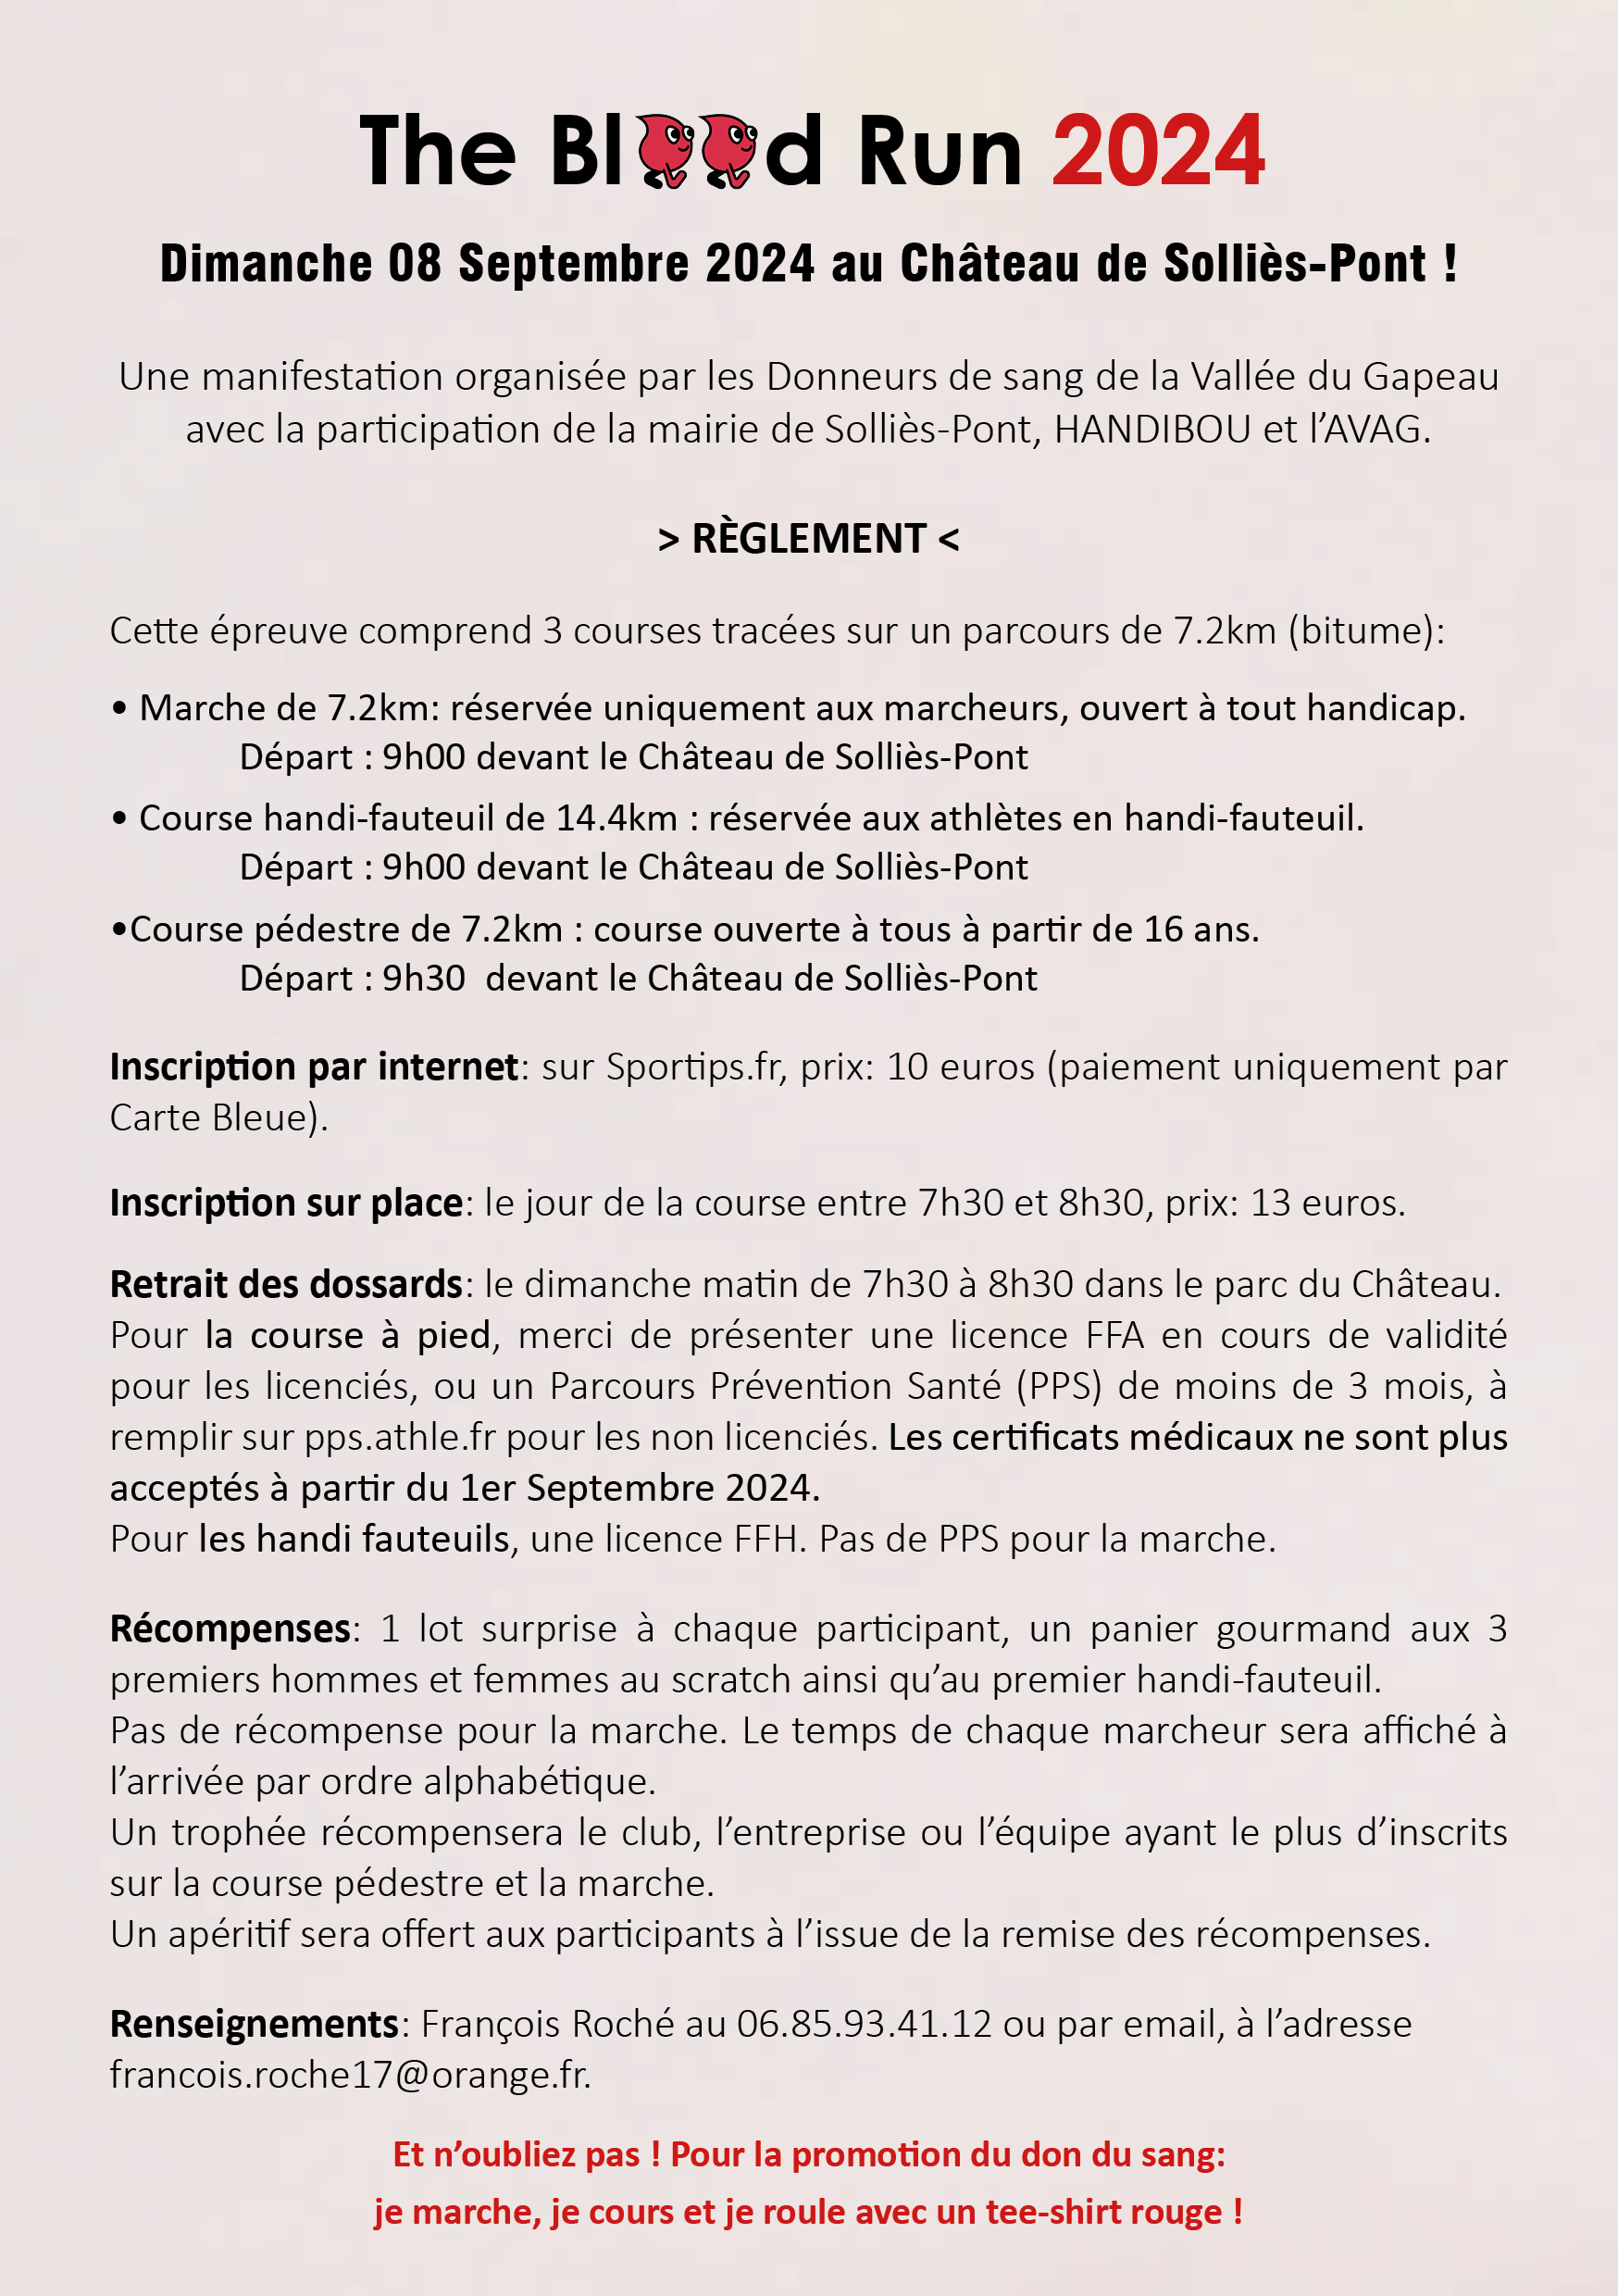 The Blood Run 2024
Dimanche 08 Septembre 2024 au Château de Solliès-Pont !
Une manifestation organisée par les Donneurs de sang de la Vallée du Gapeau
avec la participation de la mairie de Solliès-Pont, HANDIBOU et l’AVAG.
> RÈGLEMENT <
Cette épreuve comprend 3 courses tracées sur un parcours de 7.2km (bitume):
• Marche de 7.2km: réservée uniquement aux marcheurs, ouvert à tout handicap.
Départ : 9h00 devant le Château de Solliès-Pont
• Course handi-fauteuil de 14.4km : réservée aux athlètes en handi-fauteuil.
Départ : 9h00 devant le Château de Solliès-Pont
•Course pédestre de 7.2km : course ouverte à tous à partir de 16 ans.
Départ : 9h30 devant le Château de Solliès-Pont
Inscription par internet: sur Sportips.fr, prix: 10 euros (paiement uniquement par
Carte Bleue).
Inscription sur place: le jour de la course entre 7h30 et 8h30, prix: 13 euros.
Retrait des dossards: le dimanche matin de 7h30 à 8h30 dans le parc du Château.
Pour la course à pied, merci de présenter une licence FFA en cours de validité
pour les licenciés, ou un Parcours Prévention Santé (PPS) de moins de 3 mois, à
remplir sur pps.athle.fr pour les non licenciés. Les certificats médicaux ne sont plus
acceptés à partir du 1er Septembre 2024.
Pour les handi fauteuils, une licence FFH. Pas de PPS pour la marche.
Récompenses: 1 lot surprise à chaque participant, un panier gourmand aux 3
premiers hommes et femmes au scratch ainsi qu’au premier handi-fauteuil.
Pas de récompense pour la marche. Le temps de chaque marcheur sera affiché à
l’arrivée par ordre alphabétique.
Un trophée récompensera le club, l’entreprise ou l’équipe ayant le plus d’inscrits
sur la course pédestre et la marche.
Un apéritif sera offert aux participants à l’issue de la remise des récompenses.
Renseignements: François Roché au 06.85.93.41.12 ou par email, à l’adresse
francois.roche17@orange.fr.
Et n’oubliez pas ! Pour la promotion du don du sang:
je marche, je cours et je roule avec un tee-shirt rouge !